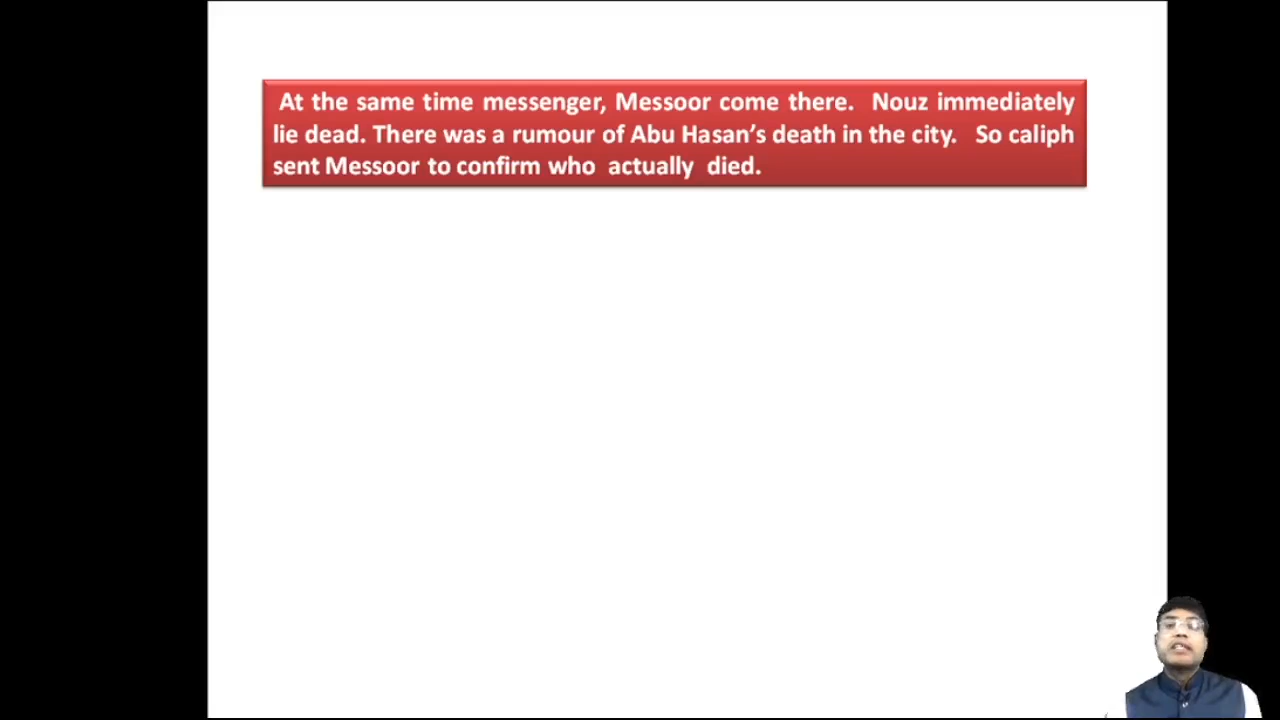 At the same time messenger, Messoor come there. Nouz immediately
lie dead. There was a rumour of Abu Hasan’s death in the city. So caliph
sent Messoor to confirm who actually died.